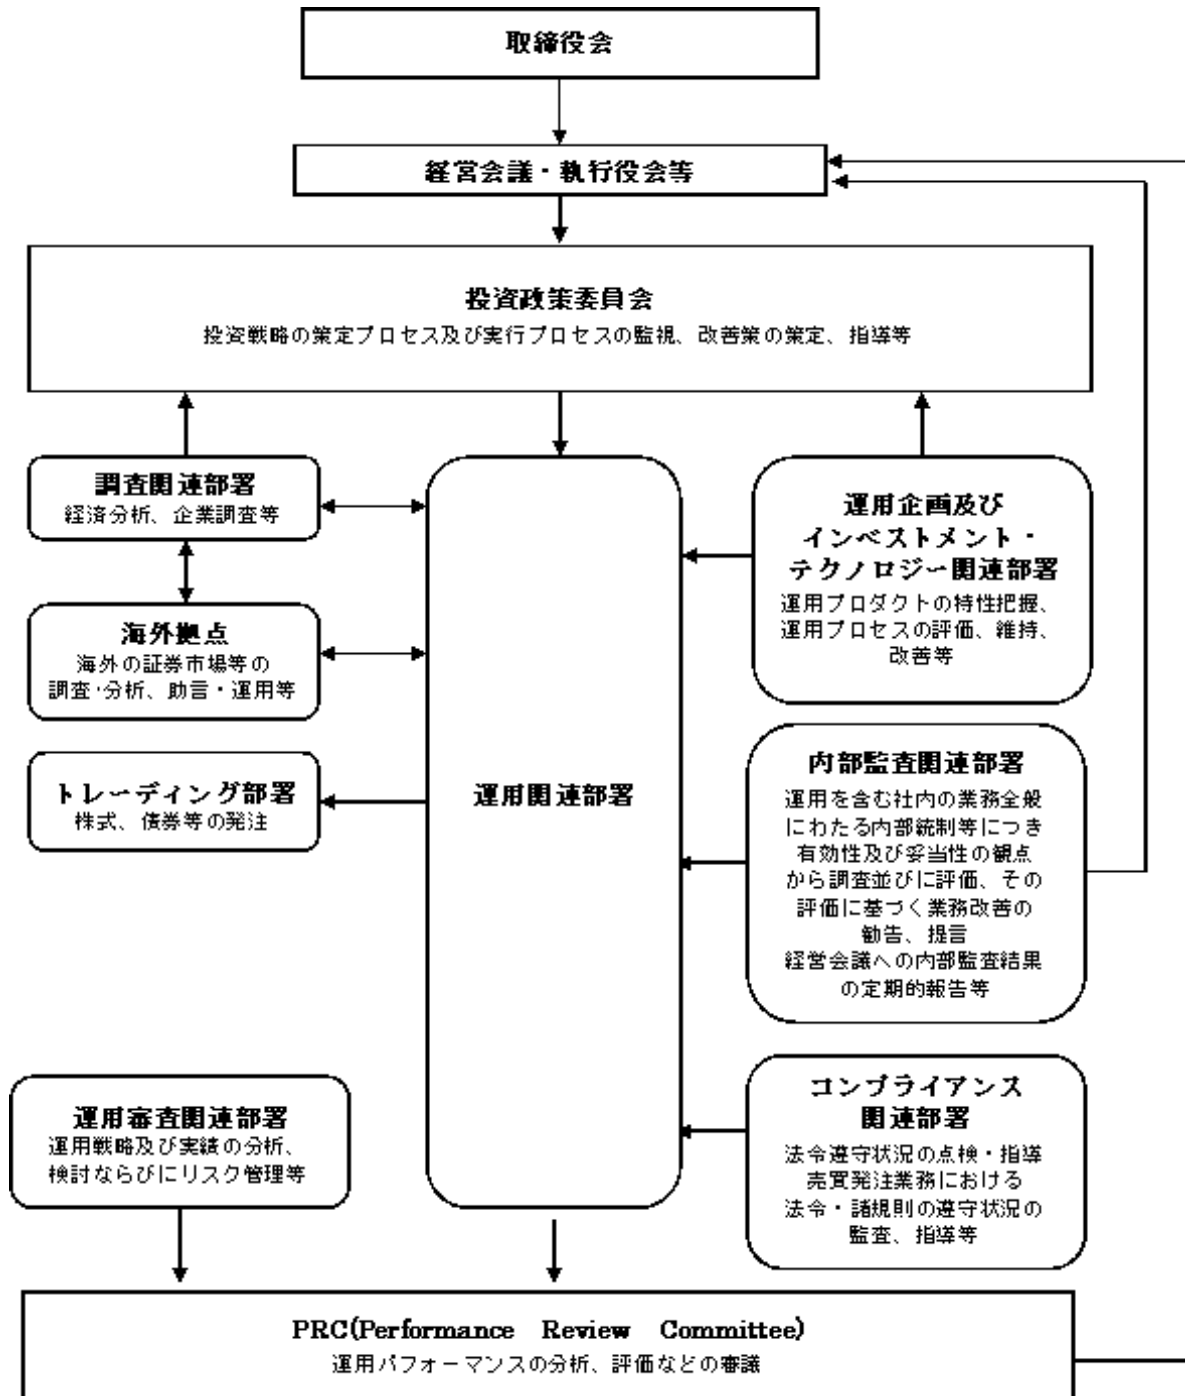 取締役会
経営会議・執行役会等
投資政策委員会
投資戦略の策定プロセス及び実行プロセスの監視、改善策の策定、指導等
調査関連部署
経済分析、企業調査等
海外拠点
海外の証券市場等の
調査・分析、助言・運用等
トレーディング部署
株式、債券等の発注
運用関連部署
運用企画及び
インベストメント・
テクノロジー関連部署
運用プロダクトの特性把握、
運用プロセスの評価、維持、
改善等
内部監査関連部署
運用を含む社内の業務全般
にわたる内部統制等につき
有効性及び妥当性の観点
から調査並びに評価、その
評価に基づく業務改善の
勧告、提言
経営会議への内部監査結果
の定期的報告等
コンプライアンス
関連部署
法令遵守状況の点検・指導
売買発注業務における
法令・諸規則の遵守状況の
監査、指導等
運用審査関連部署
運用戦略及び実績の分析、
検討ならびにリスク管理等
PRC(Performance Review Committee)
運用パフォーマンスの分析、評価などの審議